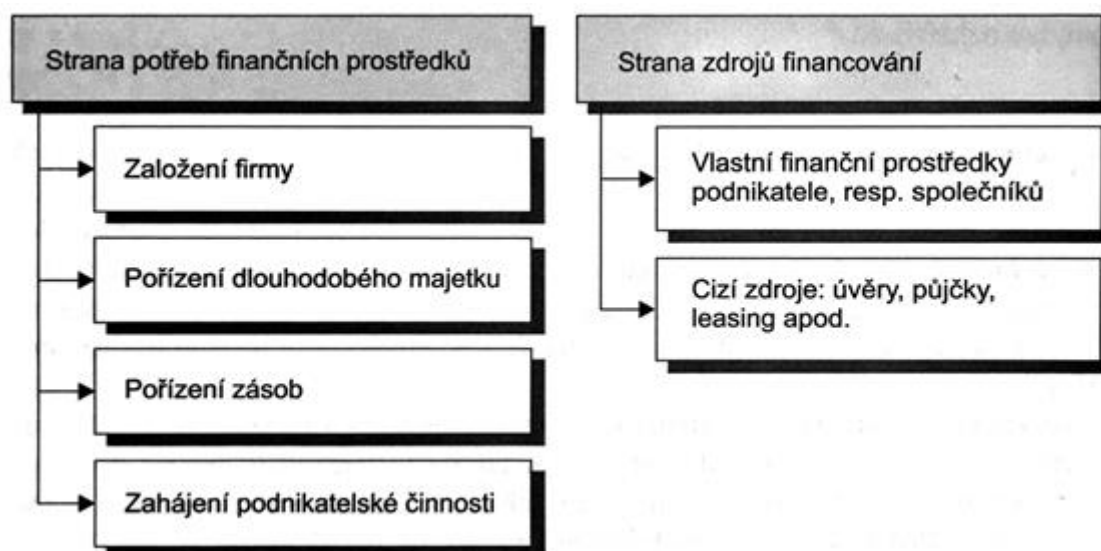 Strana potřeb finančních prostředků
Založení firmy
Pořízení dlouhodobého majetku
Pořízení zásob
Zahájení podnikatelské činnosti
Strana zdrojů financování
Vlastní finanční prostředky
podnikatele, resp. společníků
Cizí zdroje: úvěry, půjčky,
leasing apod.